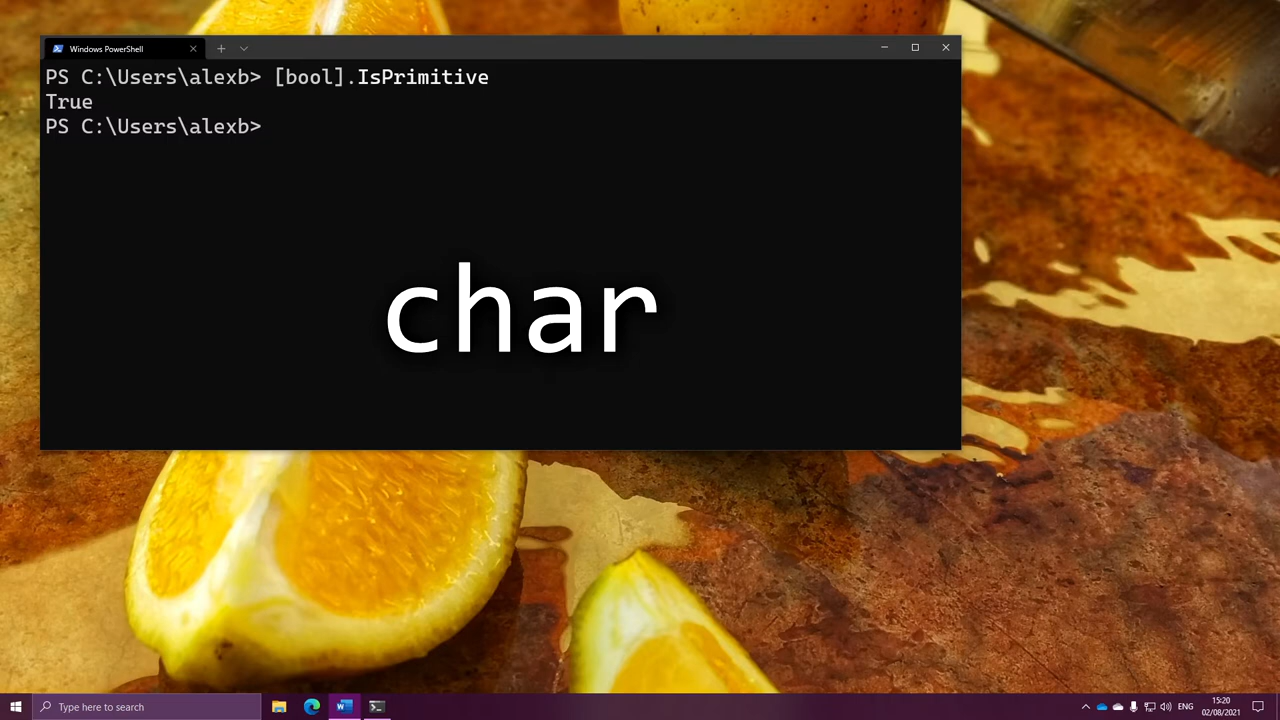 Windows PowerShell
PS C:\Users\alexb> [bool].IsPrimitive
True
PS C:\Users\alexb>
char
Type here to search
ENG
15:20
02/08/2021